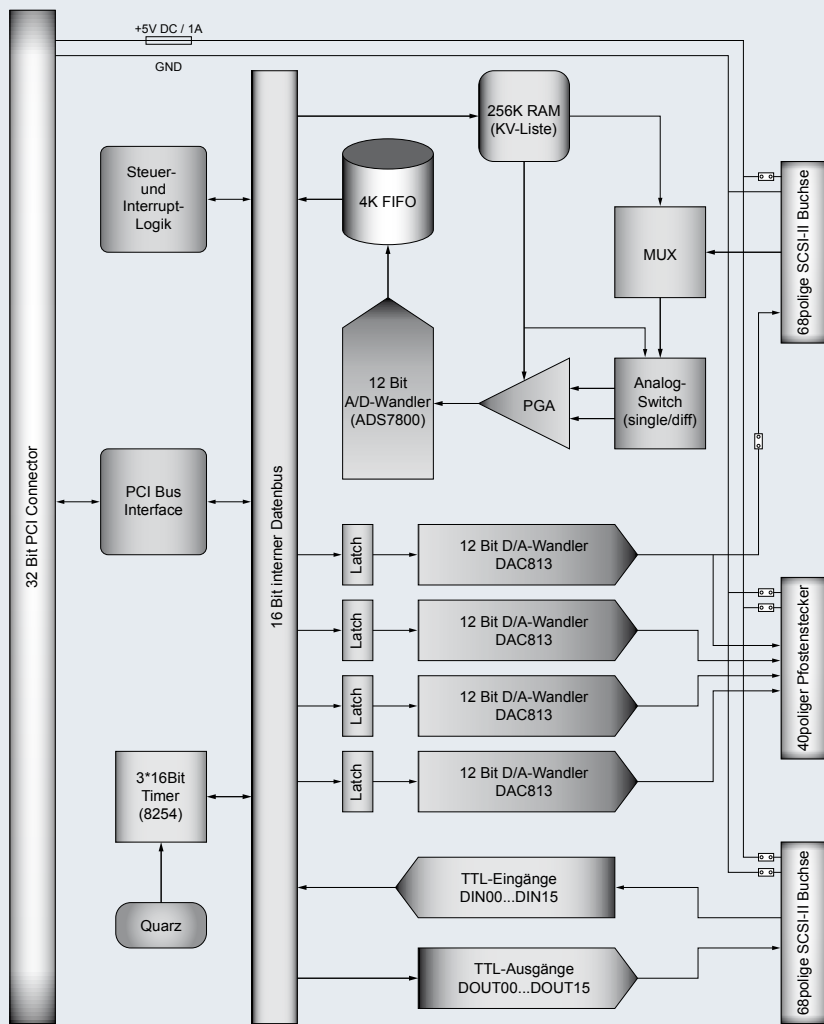 +5V DC / 1A
GND
32 Bit PCI Connector
Steuer-
und
Interrupt-
Logik
16 Bit interner Datenbus
256K RAM
(KV-Liste)
4K FIFO
MUX
68polige SCSI-II Buchse
12 Bit
A/D-Wandler
(ADS7800)
PGA
Analog-
Switch
(single/diff)
PCI Bus
Interface
Latch
12 Bit D/A-Wandler
DAC813
Latch
12 Bit D/A-Wandler
DAC813
Latch
12 Bit D/A-Wandler
DAC813
Latch
12 Bit D/A-Wandler
DAC813
40poliger Pfostenstecker
3*16Bit
Timer
(8254)
Quarz
TTL-Eingänge
DIN00...DIN15
TTL-Ausgänge
DOUT00...DOUT15
68polige SCSI-II Buchse